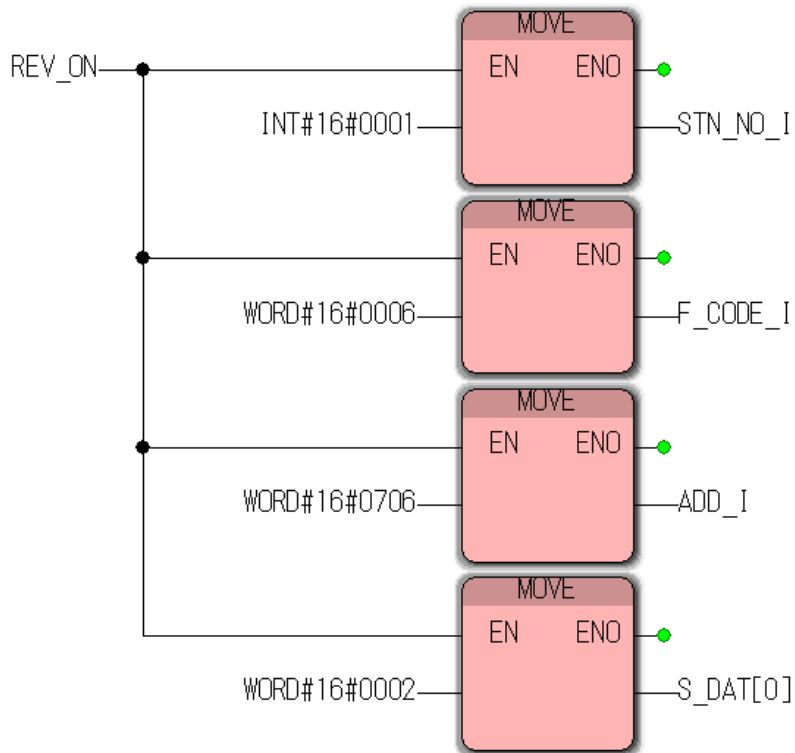 MOVE
REV_ON EN ENO
INT#16#0001 STN_NO_I
MOVE
EN ENO
WORD#16#0006 F_CODE_I
MOVE
EN ENO
WORD#16#0706 ADD_I
MOVE
EN ENO
WORD#16#0002 S_DAT[0]